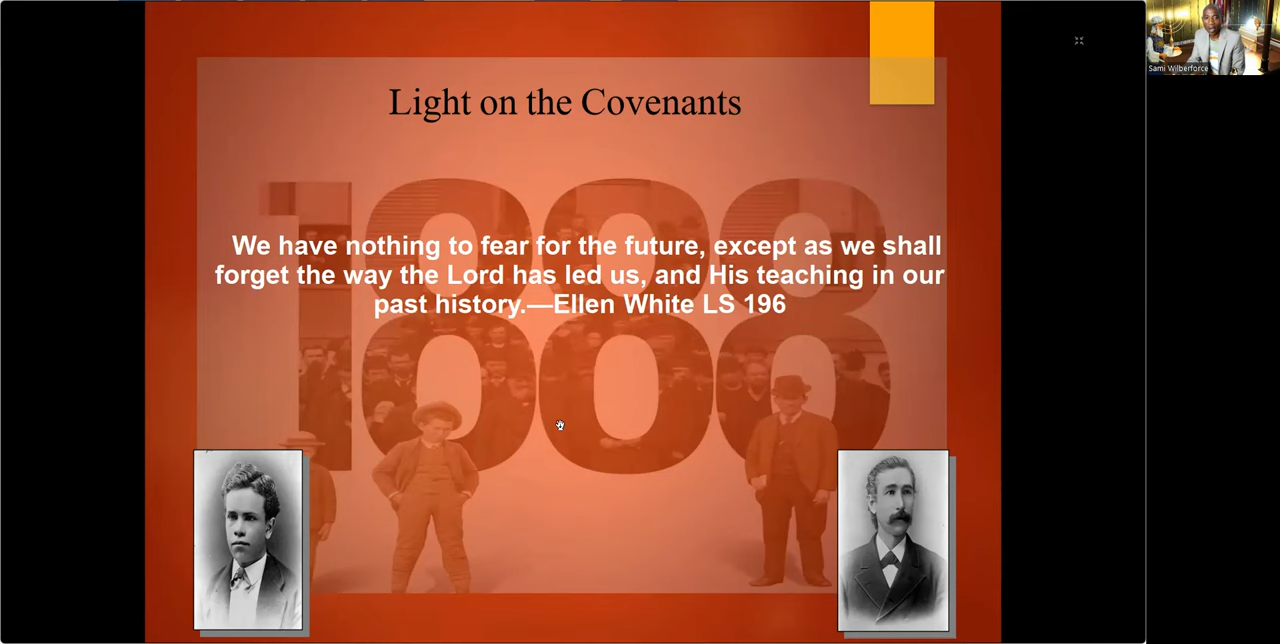 Light on the Covenants
1888
We have nothing to fear for the future, except as we shall
forget the way the Lord has led us, and His teaching in our
past history.—Ellen White LS 196
Sami Wilberforce